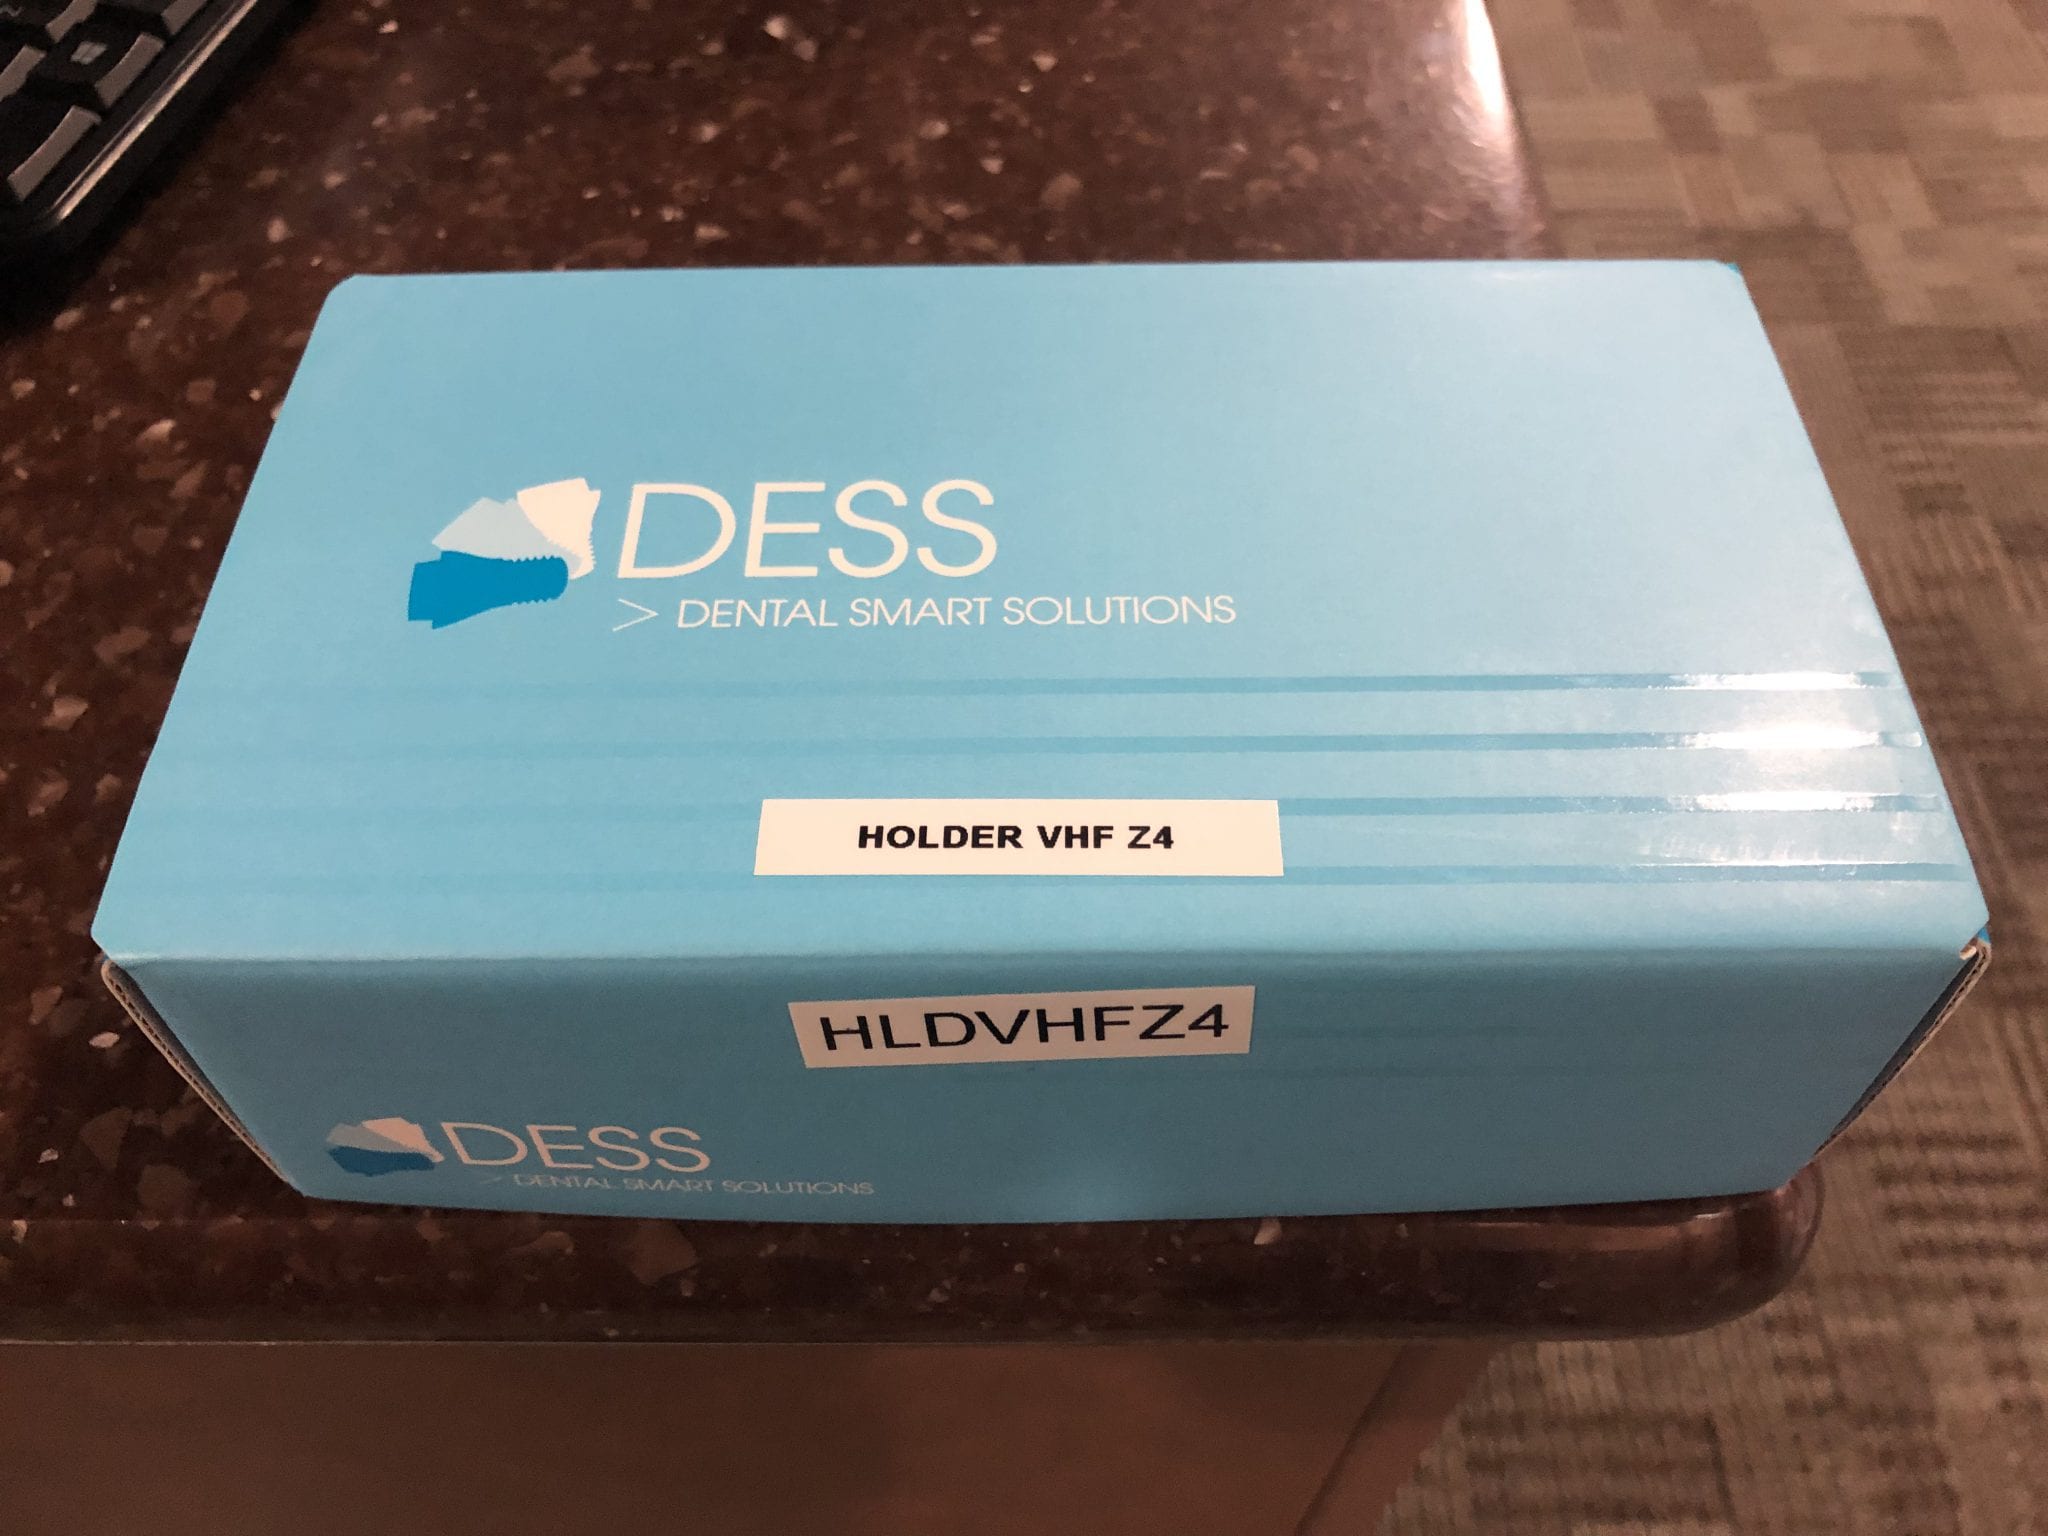 DESS
> DENTAL SMART SOLUTIONS
HOLDER VHF Z4
HLDVHFZ4
DESS
> DENTAL SMART SOLUTIONS